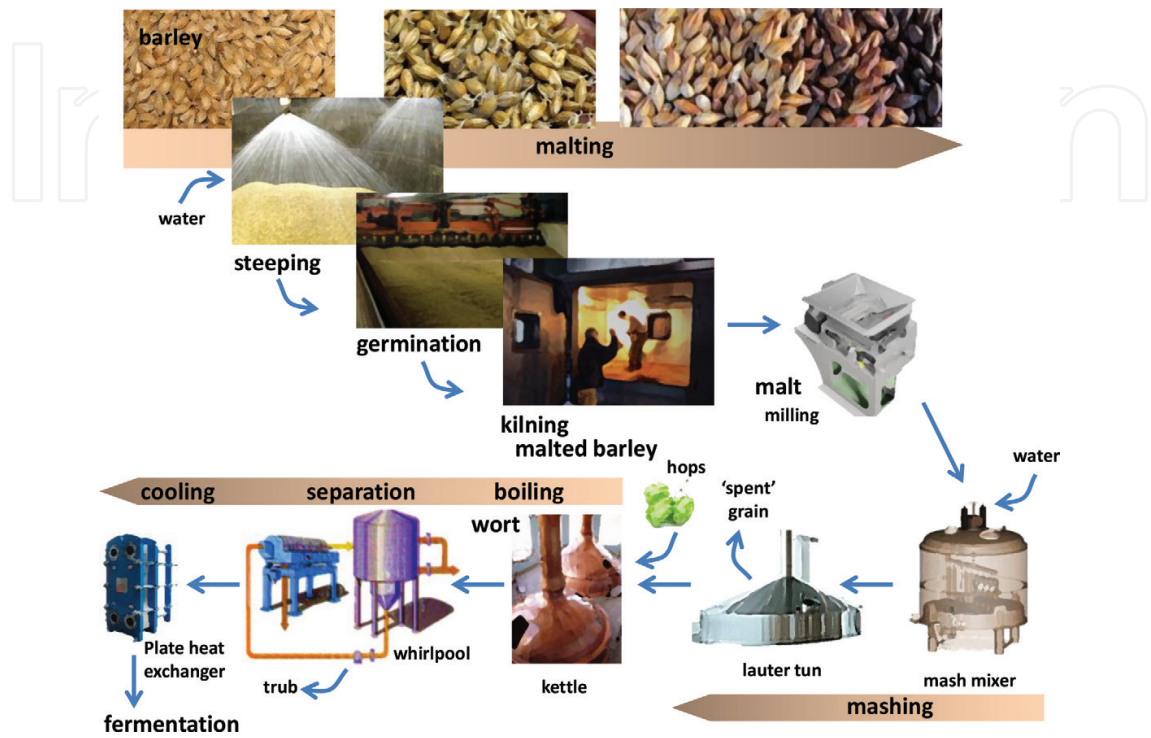 barley
malting
water
steeping
germination
kilning
malted barley
malt
milling
water
hops
'spent'
grain
cooling
separation
boiling
wort
Plate heat
exchanger
whirlpool
trub
kettle
lauter tun
mash mixer
mashing
fermentation